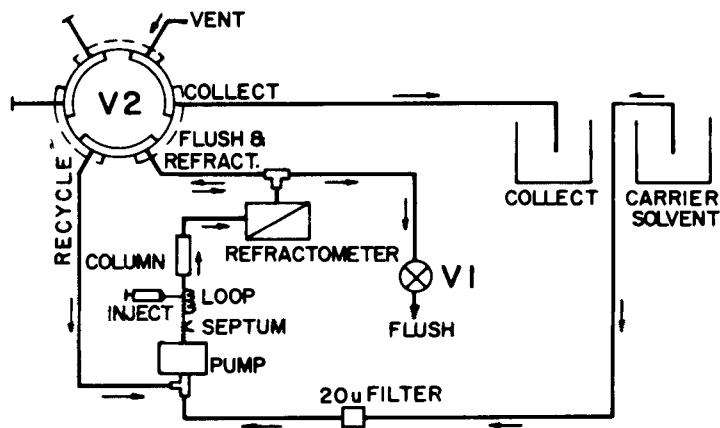 VENT
V2
COLLECT
FLUSH &
REFRACT.
RECYCLE
COLLECT
CARRIER
SOLVENT
REFRACTOMETER
COLUMN
V1
LOOP
INJECT
SEPTUM
FLUSH
PUMP
20u FILTER